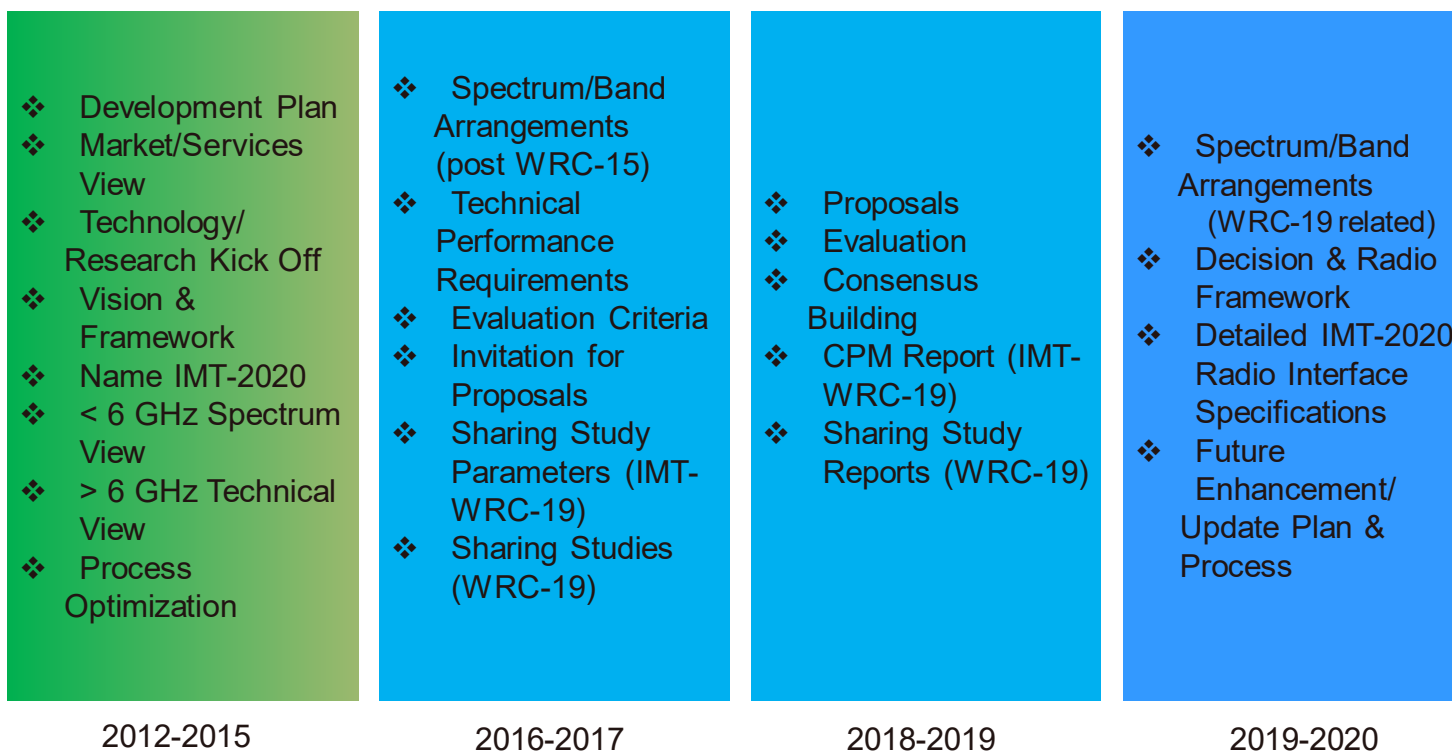 ❖ Development Plan
❖ Market/Services
View
❖ Technology/
Research Kick Off
❖ Vision &
Framework
❖ Name IMT-2020
❖ < 6 GHz Spectrum
View
❖ > 6 GHz Technical
View
❖ Process
Optimization
2012-2015
❖ Spectrum/Band
Arrangements
(post WRC-15)
❖ Technical
Performance
Requirements
❖ Evaluation Criteria
❖ Invitation for
Proposals
❖ Sharing Study
Parameters (IMT-
WRC-19)
❖ Sharing Studies
(WRC-19)
2016-2017
❖ Proposals
❖ Evaluation
❖ Consensus
Building
❖ CPM Report (IMT-
WRC-19)
❖ Sharing Study
Reports (WRC-19)
2018-2019
❖ Spectrum/Band
Arrangements
(WRC-19 related)
❖ Decision & Radio
Framework
❖ Detailed IMT-2020
Radio Interface
Specifications
❖ Future
Enhancement/
Update Plan &
Process
2019-2020